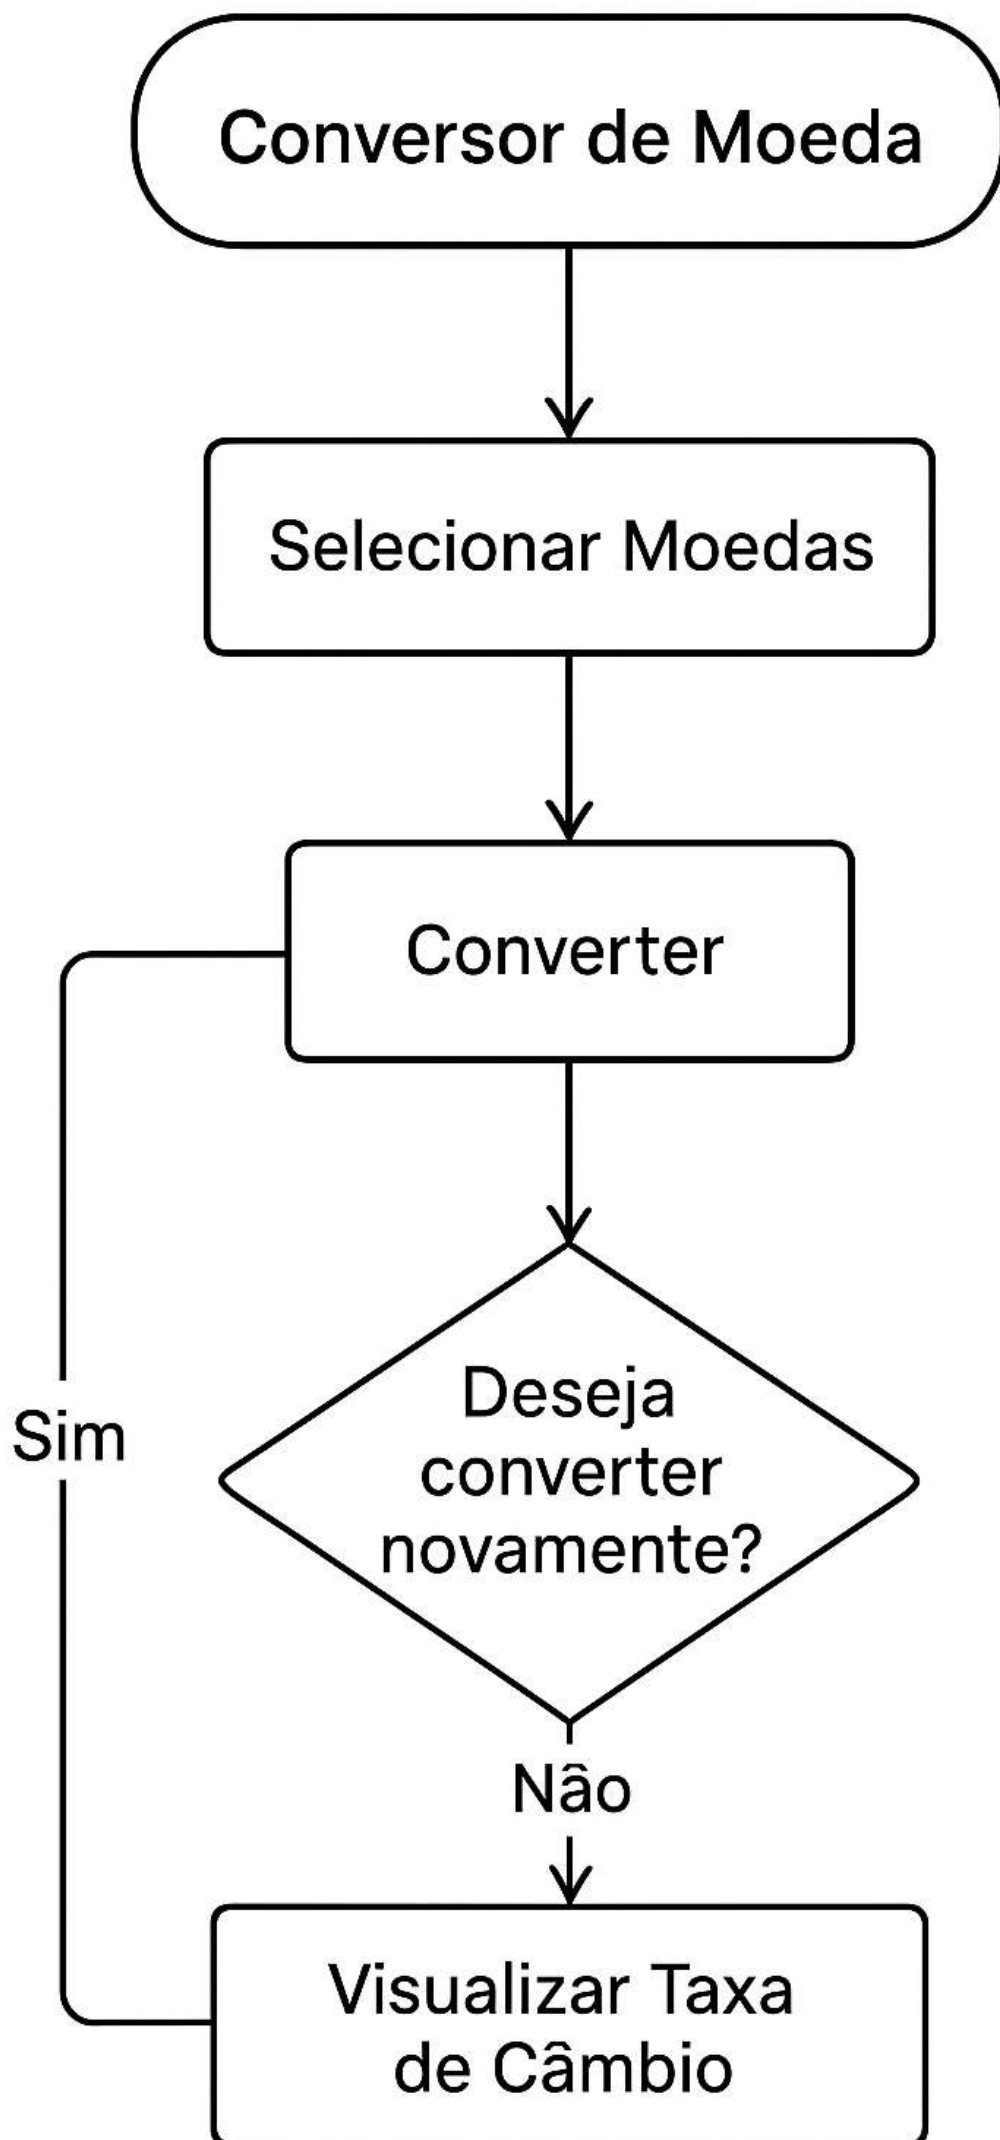 Conversor de Moeda
Selecionar Moedas
Converter
Deseja
converter
novamente?
Sim
Não
Visualizar Taxa
de Câmbio